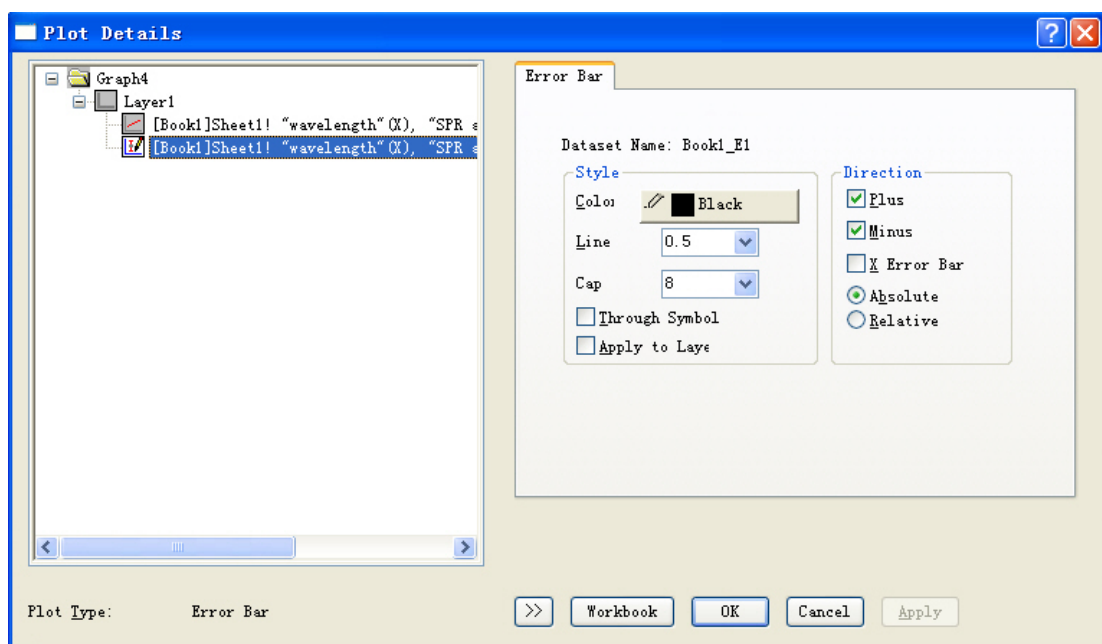 Plot Details
Graph4
Layer1
[Book1]Sheet1! "wavelength"(X), "SPR
[Book1]Sheet1! "wavelength"(X), "SPR
Error Bar
Dataset Name: Book1_E1
Style
Color Black
Line 0.5
Cap 8
Through Symbol
Apply to Laye
Direction
Plus
Minus
X Error Bar
Absolute
Relative
Plot Type: Error Bar
>> Workbook OK Cancel Apply